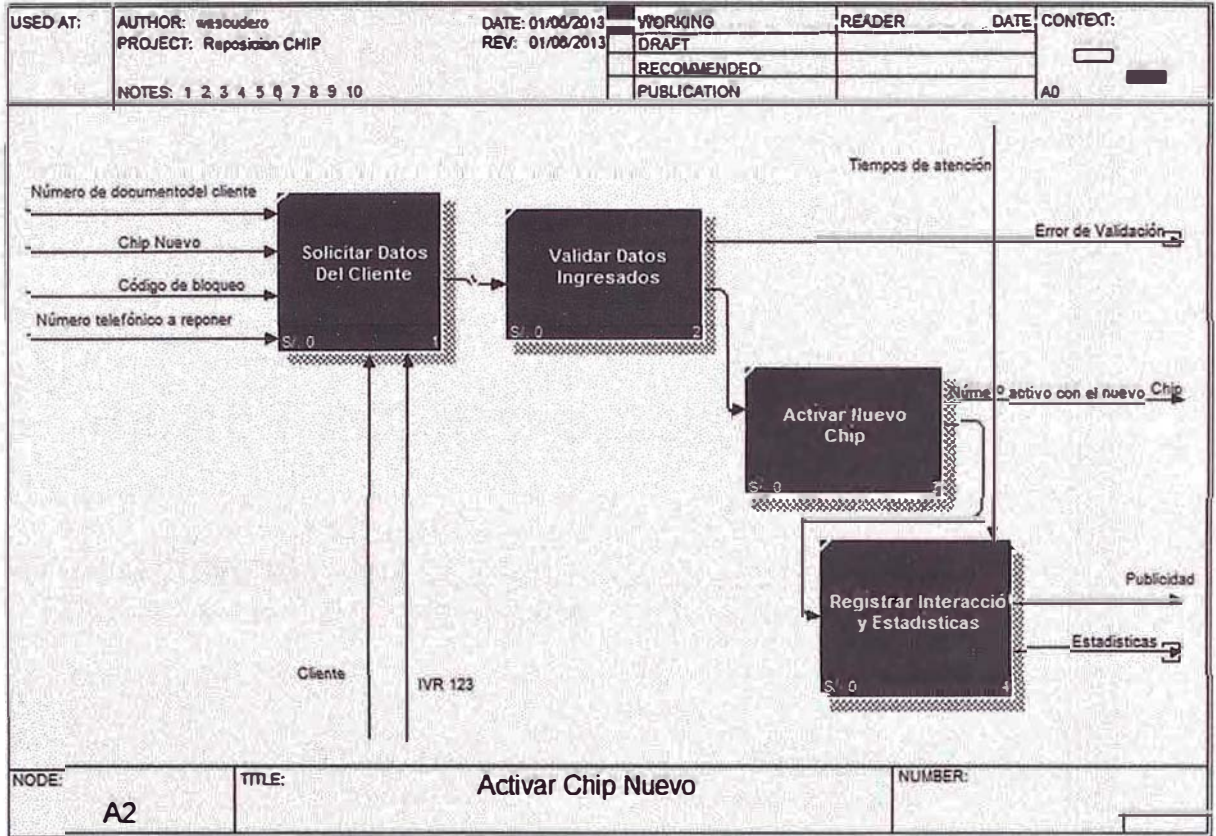 USED AT:
AUTHOR: wescudero
DATE: 01/06/2013
WORKING
READER
DATE
CONTEXT:
PROJECT: Reposición CHIP
REV: 01/06/2013
DRAFT
RECOMMENDED
NOTES: 1 2 3 4 5 6 7 8 9 10
PUBLICATION
A0
Tiempos de atención
Número de documentodel cliente
Chip Nuevo
Código de bloqueo
Número telefónico a reponer
Solicitar Datos
Del Cliente
S/. 0
1
Validar Datos
Ingresados
S/. 0
2
Error de Validación
Activar Nuevo
Chip
S/. 0
Número activo con el nuevo Chip
Registrar Interacció
y Estadisticas
S/. 0
4
Publicidad
Estadisticas
Cliente
IVR 123
NODE:
A2
TITLE:
Activar Chip Nuevo
NUMBER: